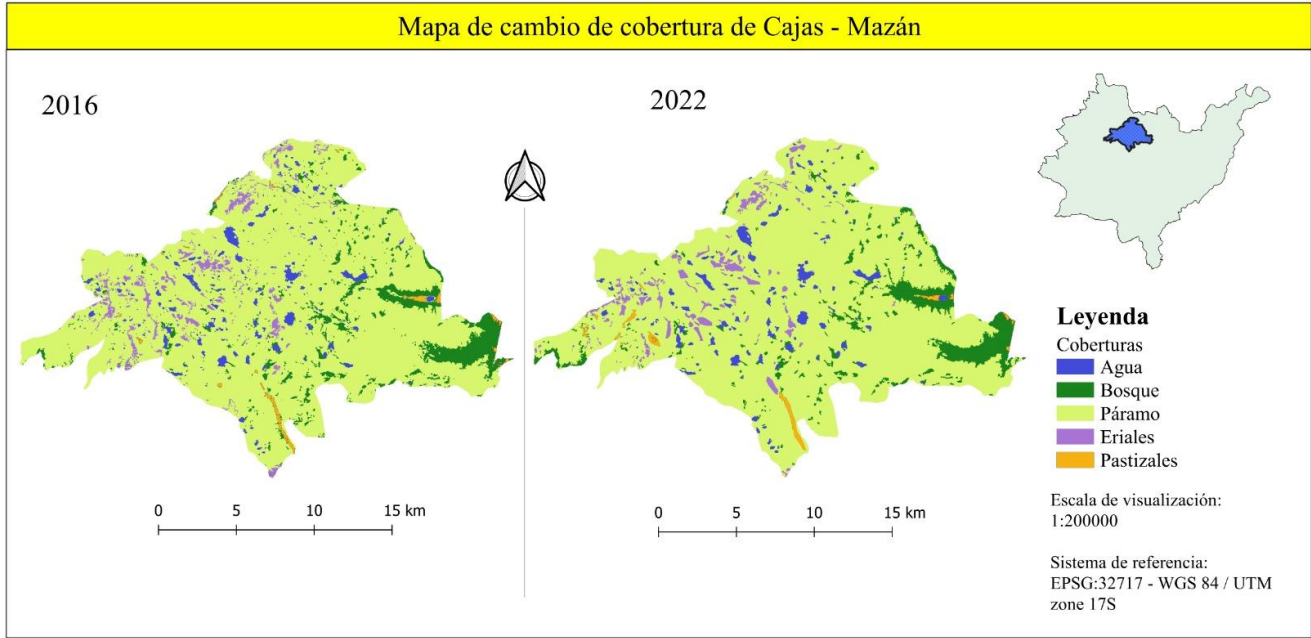 Mapa de cambio de cobertura de Cajas - Mazán
2016
2022
0 5 10 15 km
0 5 10 15 km
Leyenda
Coberturas
Agua
Bosque
Páramo
Eriales
Pastizales
Escala de visualización:
1:200000
Sistema de referencia:
EPSG:32717 - WGS 84 / UTM
zone 17S